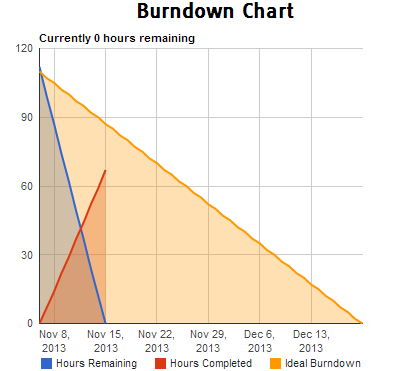 Burndown Chart
Currently 0 hours remaining
120
90
60
30
0
Nov 8, Nov 15, Nov 22, Nov 29, Dec 6, Dec 13,
2013 2013 2013 2013 2013 2013
Hours Remaining Hours Completed Ideal Burndown